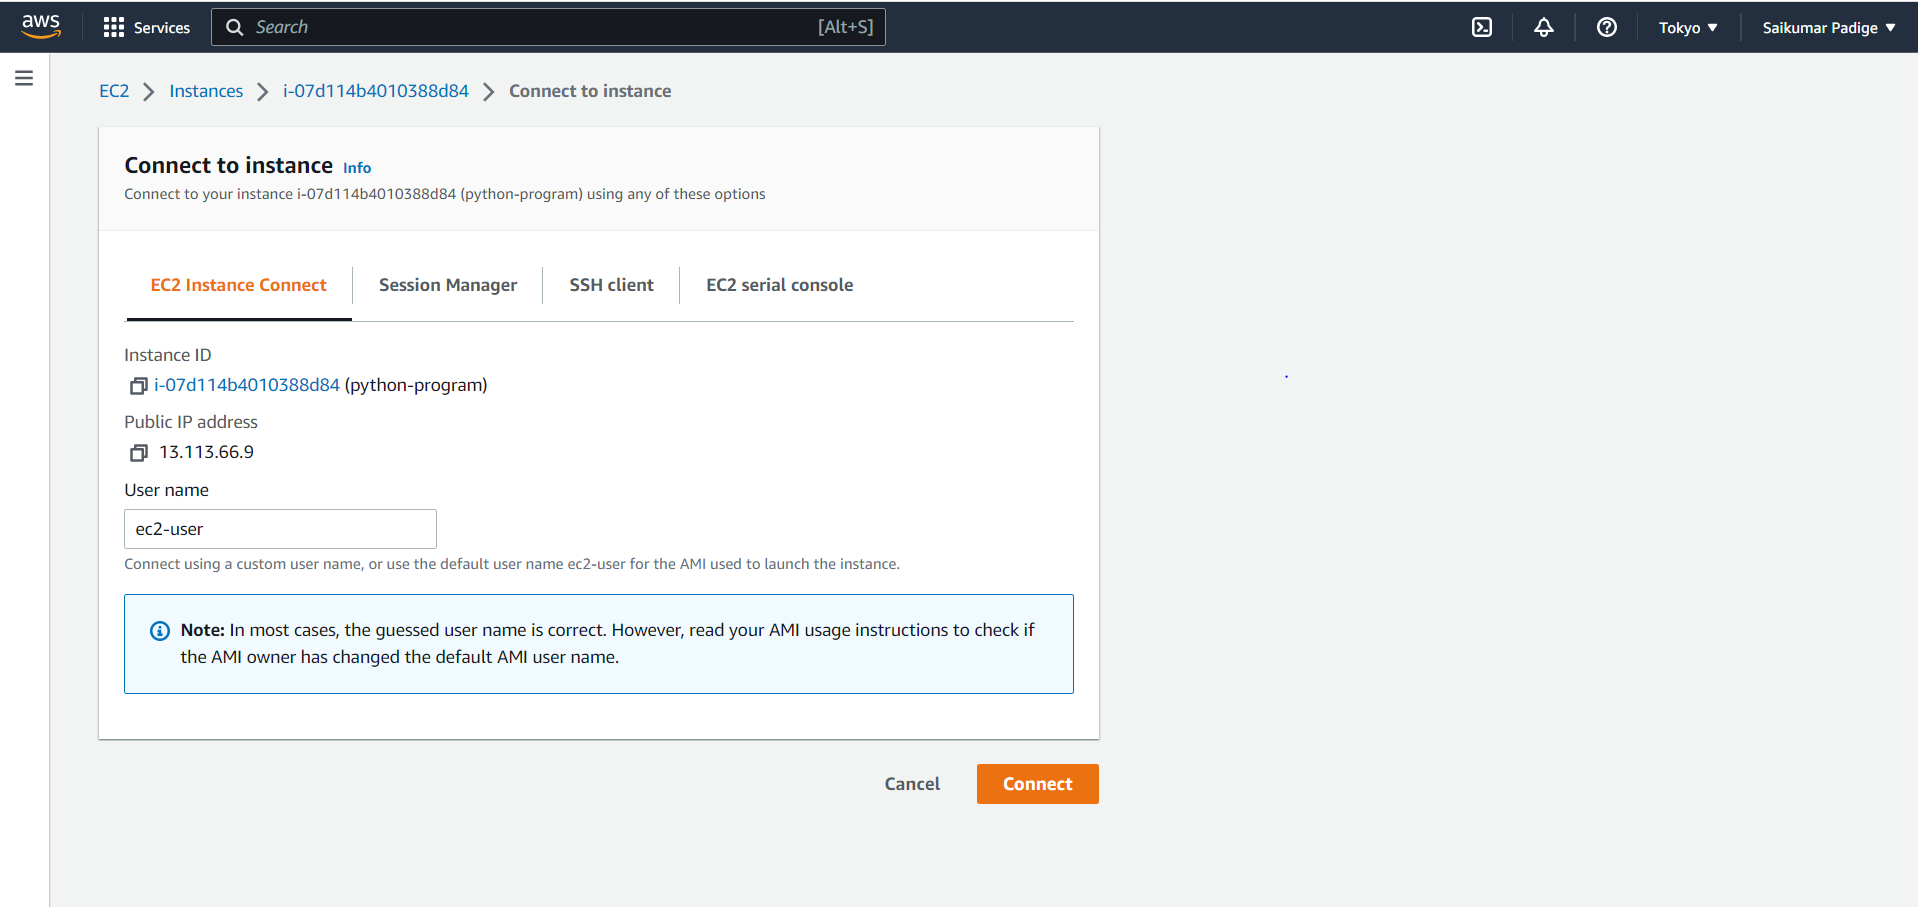 aws
Services
Search
[Alt+S]
Tokyo
Saikumar Padige
EC2
Instances
i-07d114b4010388d84
Connect to instance
Connect to instance Info
Connect to your instance i-07d114b4010388d84 (python-program) using any of these options
EC2 Instance Connect
Session Manager
SSH client
EC2 serial console
Instance ID
i-07d114b4010388d84 (python-program)
Public IP address
13.113.66.9
User name
ec2-user
Connect using a custom user name, or use the default user name ec2-user for the AMI used to launch the instance.
Note: In most cases, the guessed user name is correct. However, read your AMI usage instructions to check if
the AMI owner has changed the default AMI user name.
Cancel
Connect